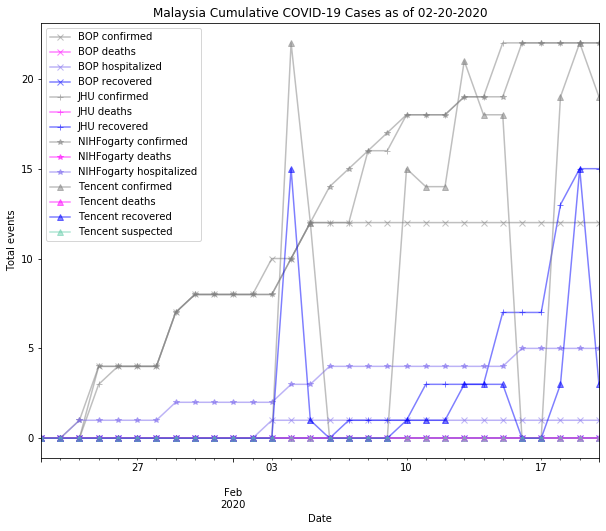 Malaysia Cumulative COVID-19 Cases as of 02-20-2020
BOP confirmed
BOP deaths
BOP hospitalized
BOP recovered
JHU confirmed
JHU deaths
JHU recovered
NIHFogarty confirmed
NIHFogarty deaths
NIHFogarty hospitalized
Tencent confirmed
Tencent deaths
Tencent recovered
Tencent suspected
Total events
20
15
10
5
0
27
03
10
17
Feb
2020
Date